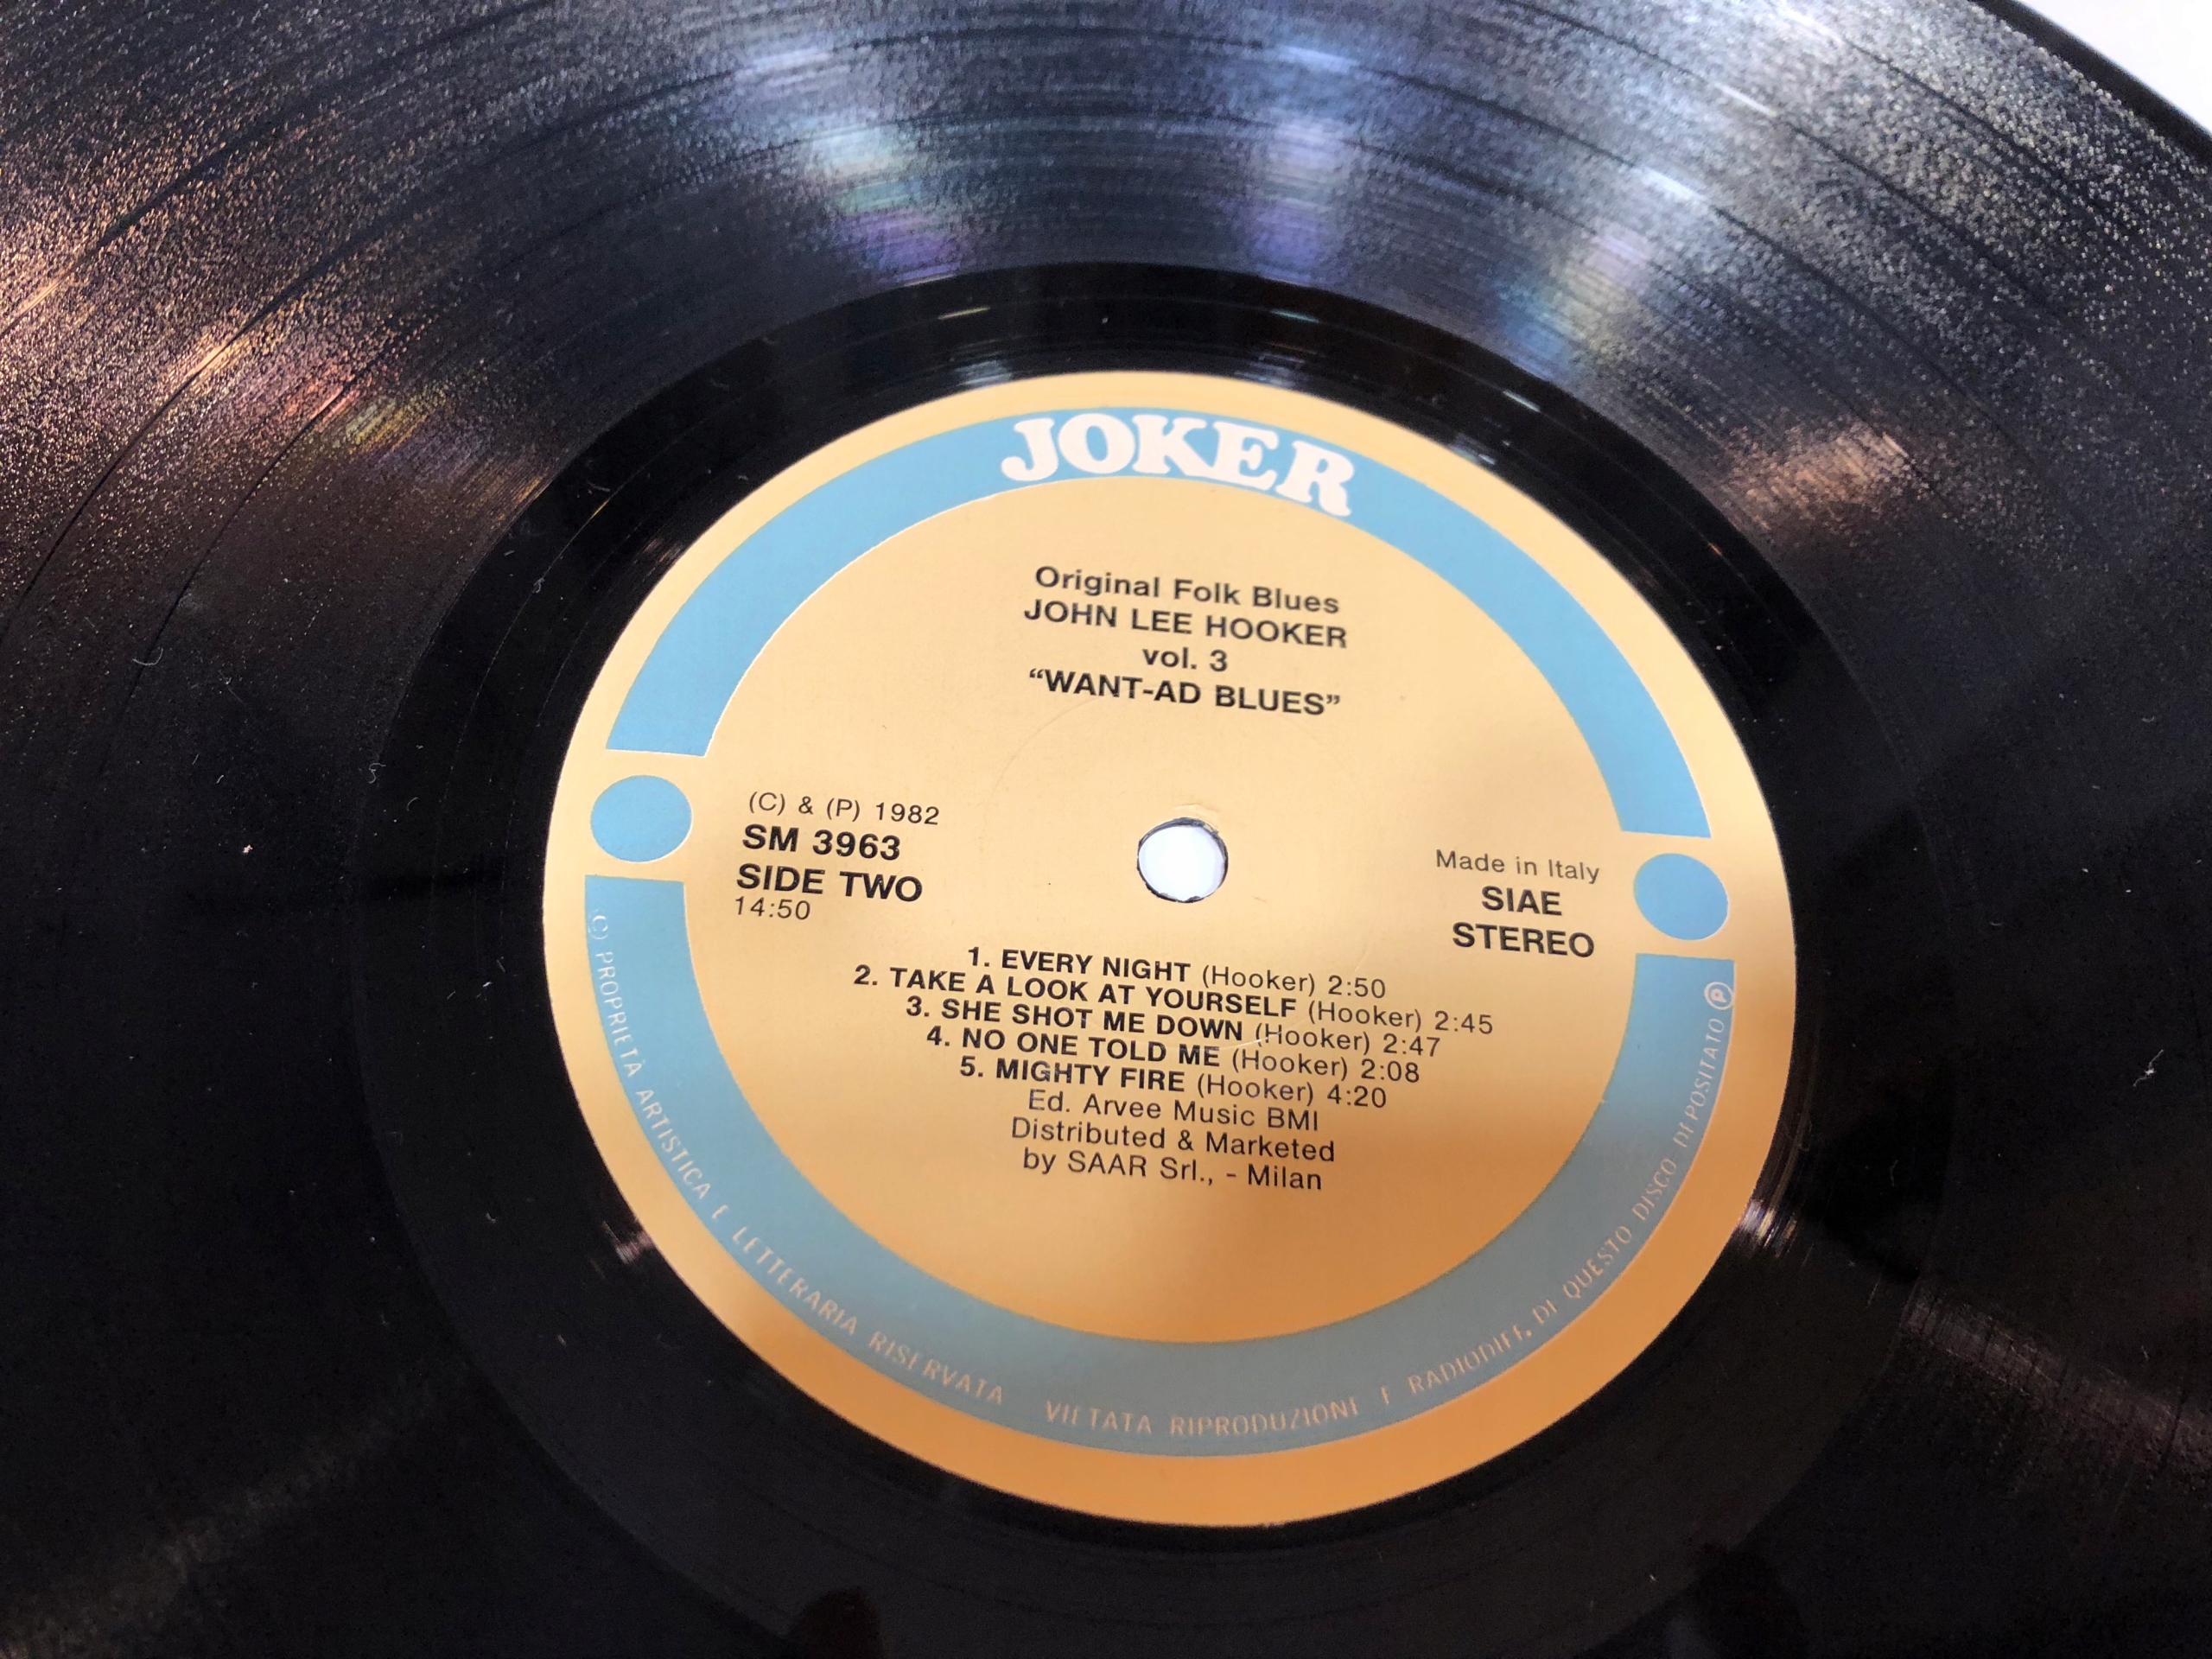 JOKER
Original Folk Blues
JOHN LEE HOOKER
vol. 3
“WANT-AD BLUES”
(C) & (P) 1982
SM 3963
SIDE TWO
14:50
Made in Italy
SIAE
STEREO
1. EVERY NIGHT (Hooker) 2:50
2. TAKE A LOOK AT YOURSELF (Hooker) 2:45
3. SHE SHOT ME DOWN (Hooker) 2:47
4. NO ONE TOLD ME (Hooker) 2:08
5. MIGHTY FIRE (Hooker) 4:20
Ed. Arvee Music BMI
Distributed & Marketed
by SAAR Srl., - Milan
(C) PROPRIETÀ ARTISTICA E LETTERARIA RISERVATA VIETATA RIPRODUZIONE E RADIODIFF. DI QUESTO DISCO DEPOSITATO Ⓟ